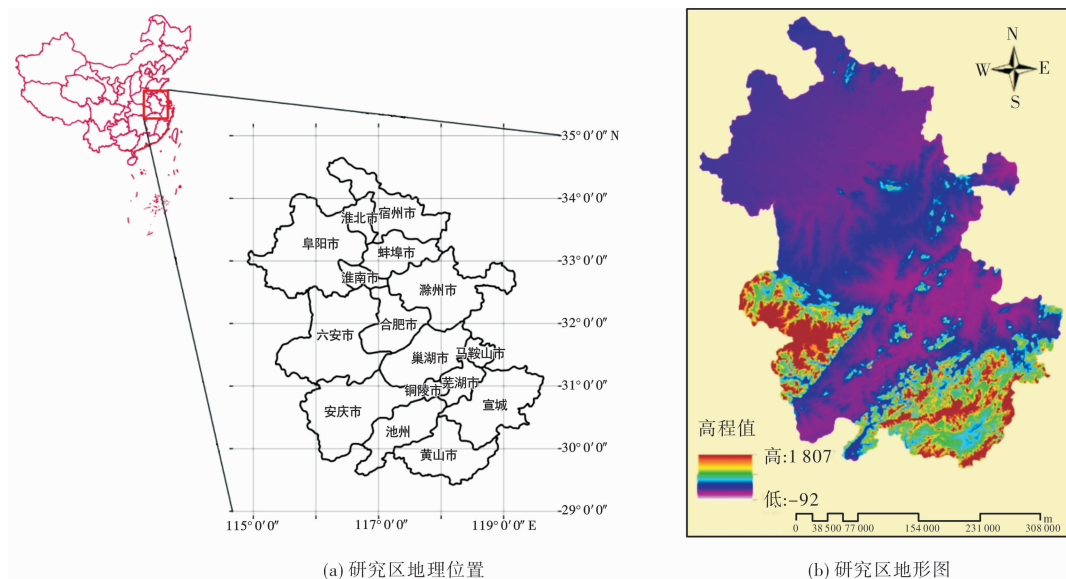 35°0′0″N
34°0′0″
33°0′0″
32°0′0″
31°0′0″
30°0′0″
29°0′0″
115°0′0″
117°0′0″
119°0′0″E
淮北市
宿州市
阜阳市
蚌埠市
淮南市
滁州市
六安市
合肥市
巢湖市
马鞍山市
芜湖市
铜陵市
安庆市
宣城
池州
黄山市
(a) 研究区地理位置
N
W
E
S
高程值
高:1 807
低:-92
m
0
38 500
77 000
154 000
231 000
308 000
(b) 研究区地形图